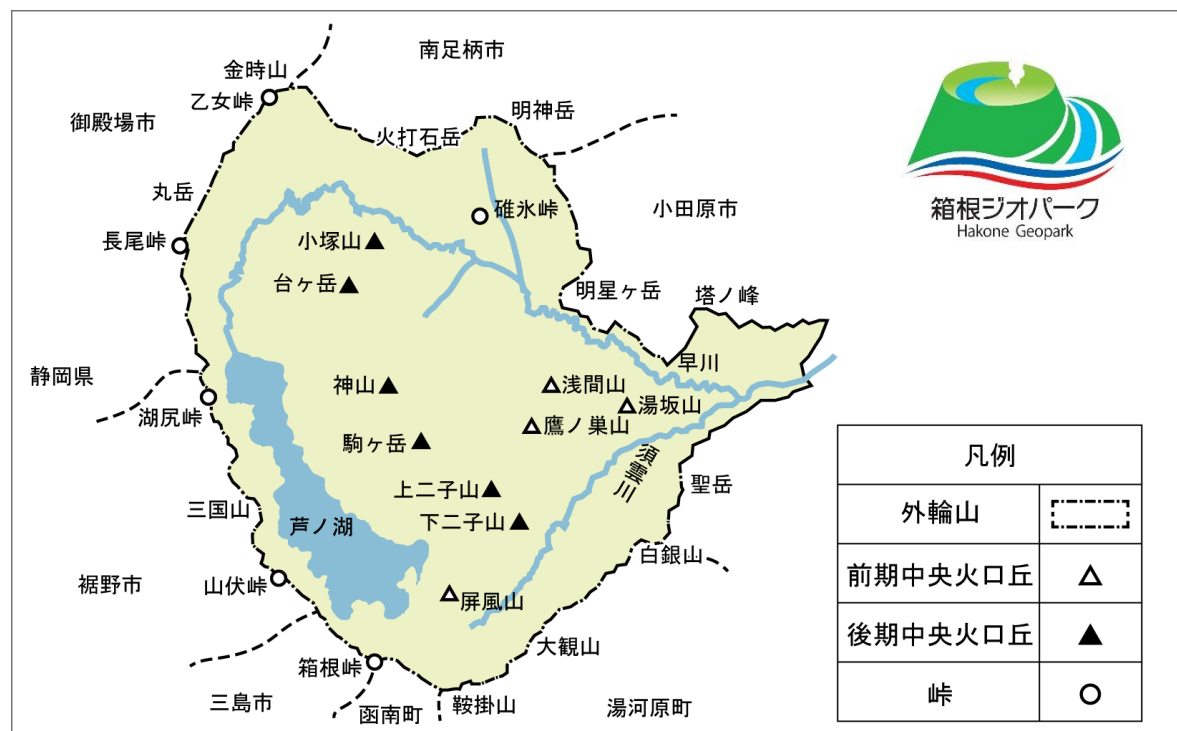 南足柄市
金時山
乙女峠
御殿場市
火打石岳
明神岳
丸岳
碓氷峠
小田原市
長尾峠
小塚山
台ヶ岳
明星ヶ岳
塔ノ峰
静岡県
早川
神山
浅間山
湯坂山
湖尻峠
鷹ノ巣山
駒ヶ岳
須雲川
聖岳
上二子山
三国山
芦ノ湖
下二子山
白銀山
裾野市
山伏峠
屏風山
大観山
箱根峠
三島市
函南町
鞍掛山
湯河原町
箱根ジオパーク
Hakone Geopark
凡例
外輪山
前期中央火口丘
後期中央火口丘
峠